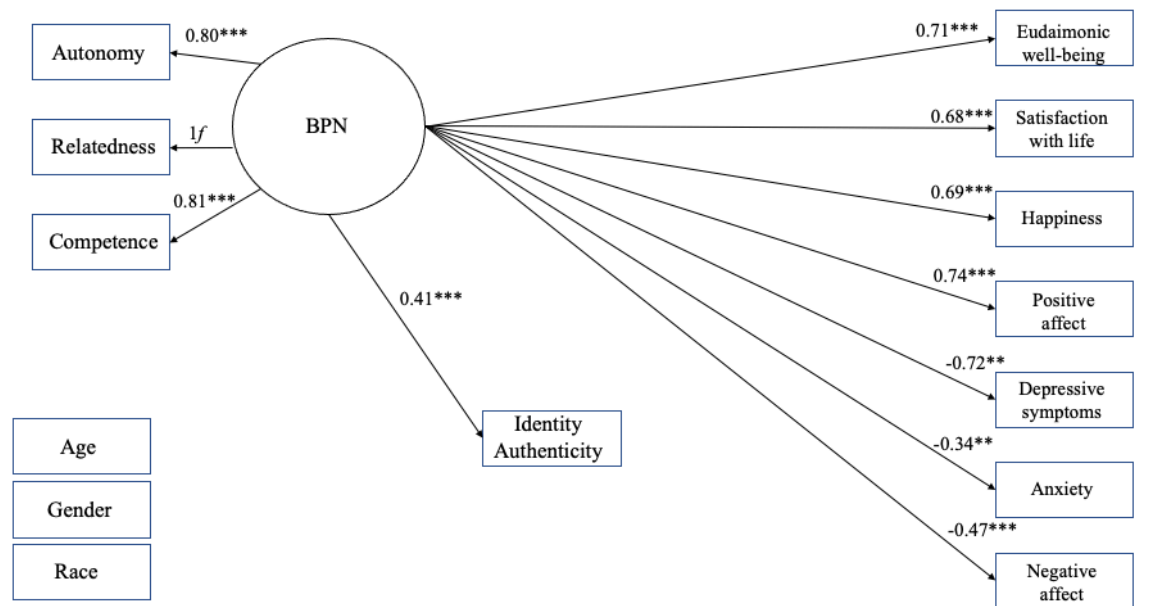 Autonomy
0.80***
Relatedness
1f
Competence
0.81***
BPN
0.41***
Identity
Authenticity
Age
Gender
Race
0.71***
Eudaimonic
well-being
0.68***
Satisfaction
with life
0.69***
Happiness
0.74***
Positive
affect
-0.72**
Depressive
symptoms
-0.34**
Anxiety
-0.47***
Negative
affect